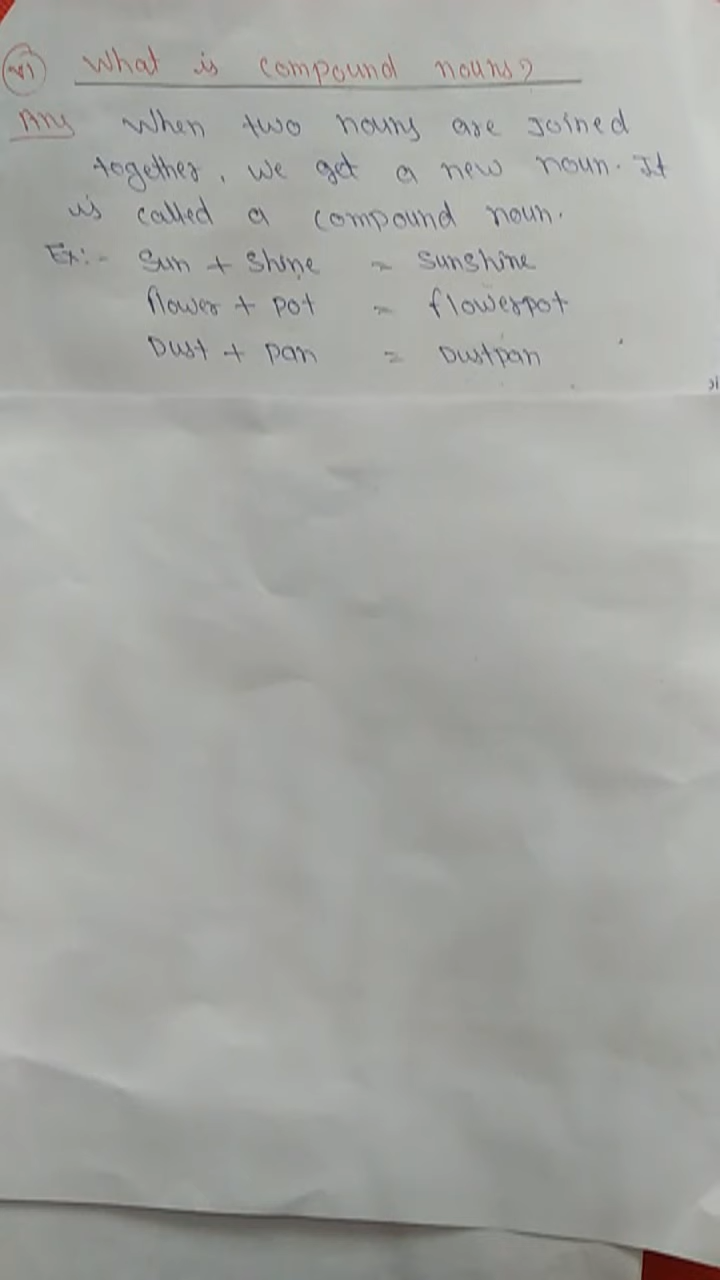 (vi) What is compound nouns?
Ans When two nouns are Joined
together, we get a new noun. It
is called a compound noun.
Ex:- Sun + Shine = Sunshine
flower + pot = flowerpot
Dust + pan = Dustpan